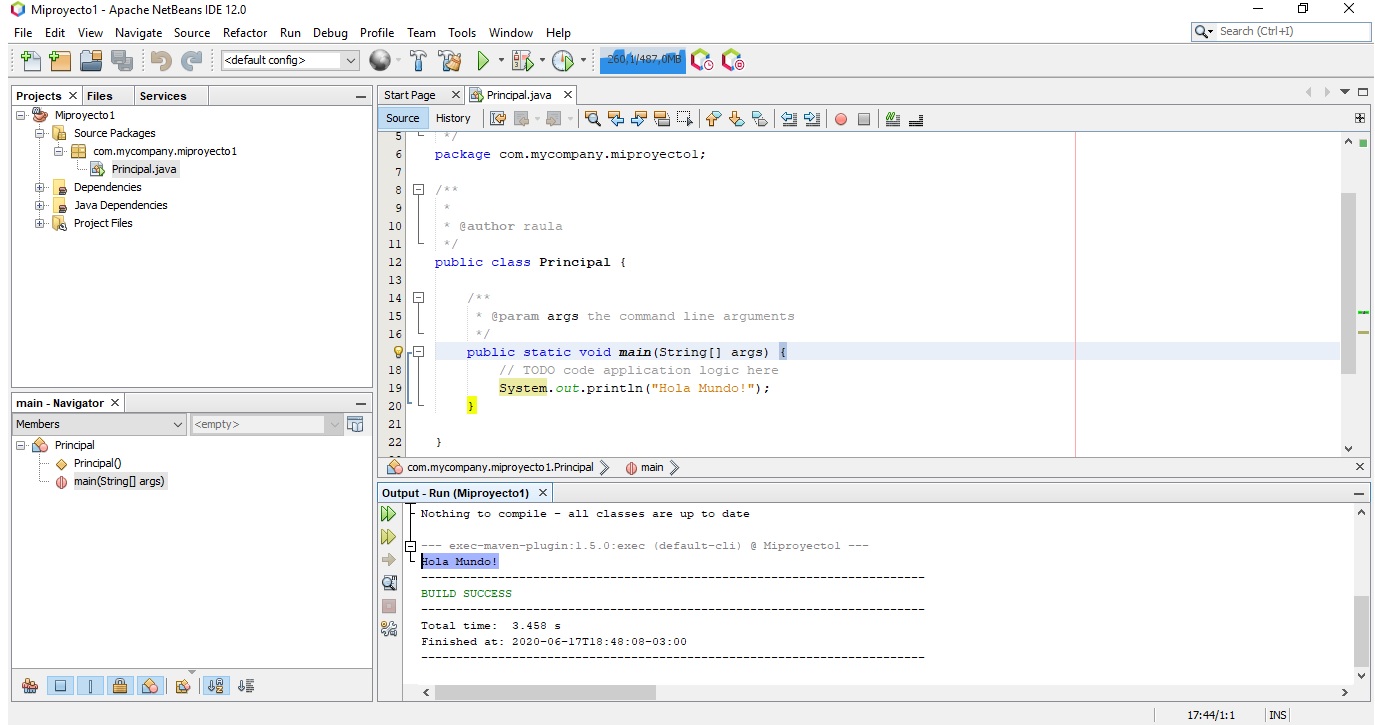 Miproyecto1 - Apache NetBeans IDE 12.0
File Edit View Navigate Source Refactor Run Debug Profile Team Tools Window Help
Search (Ctrl+I)
<default config>
260,1/487,0MB
Projects Files Services
Miproyecto1
Source Packages
com.mycompany.miproyecto1
Principal.java
Dependencies
Java Dependencies
Project Files
main - Navigator
Members
<empty>
Principal
Principal()
main(String[] args)
Start Page Principal.java
Source History
5 */
6 package com.mycompany.miproyecto1;
7
8 /**
9 *
10 * @author raula
11 */
12 public class Principal {
13
14 /**
15 * @param args the command line arguments
16 */
public static void main(String[] args) {
18 // TODO code application logic here
19 System.out.println("Hola Mundo!");
20 }
21
22 }
com.mycompany.miproyecto1.Principal main
Output - Run (Miproyecto1)
Nothing to compile - all classes are up to date
--- exec-maven-plugin:1.5.0:exec (default-cli) @ Miproyecto1 ---
Hola Mundo!
------------------------------------------------------------------------
BUILD SUCCESS
------------------------------------------------------------------------
Total time: 3.458 s
Finished at: 2020-06-17T18:48:08-03:00
------------------------------------------------------------------------
17:44/1:1 INS